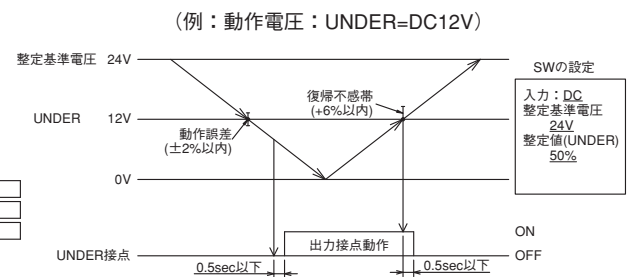 (例：動作電圧：UNDER=DC12V)
整定基準電圧 24V
SWの設定
入力：DC
整定基準電圧
24V
整定値(UNDER)
50%
復帰不感帯
(+6%以内)
UNDER 12V
動作誤差
(±2%以内)
0V
ON
出力接点動作
UNDER接点 OFF
0.5sec以下 0.5sec以下